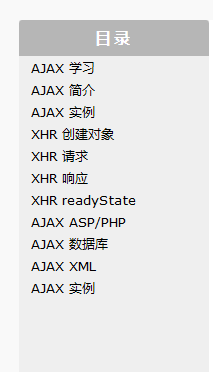 目录
AJAX 学习
AJAX 简介
AJAX 实例
XHR 创建对象
XHR 请求
XHR 响应
XHR readyState
AJAX ASP/PHP
AJAX 数据库
AJAX XML
AJAX 实例